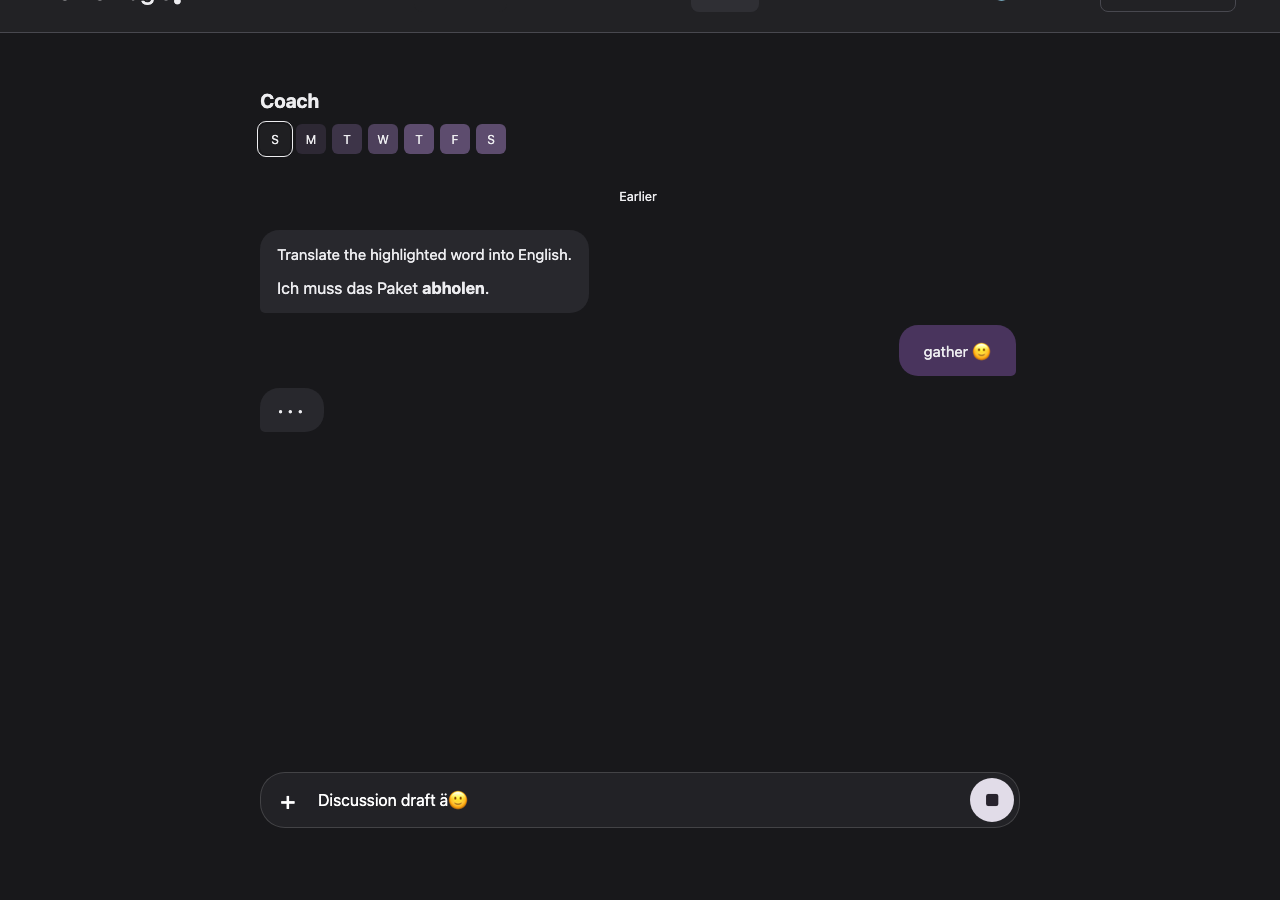 Coach
S M T W T F S
Earlier
Translate the highlighted word into English.
Ich muss das Paket abholen.
gather 🙂
...
Discussion draft ä🙂